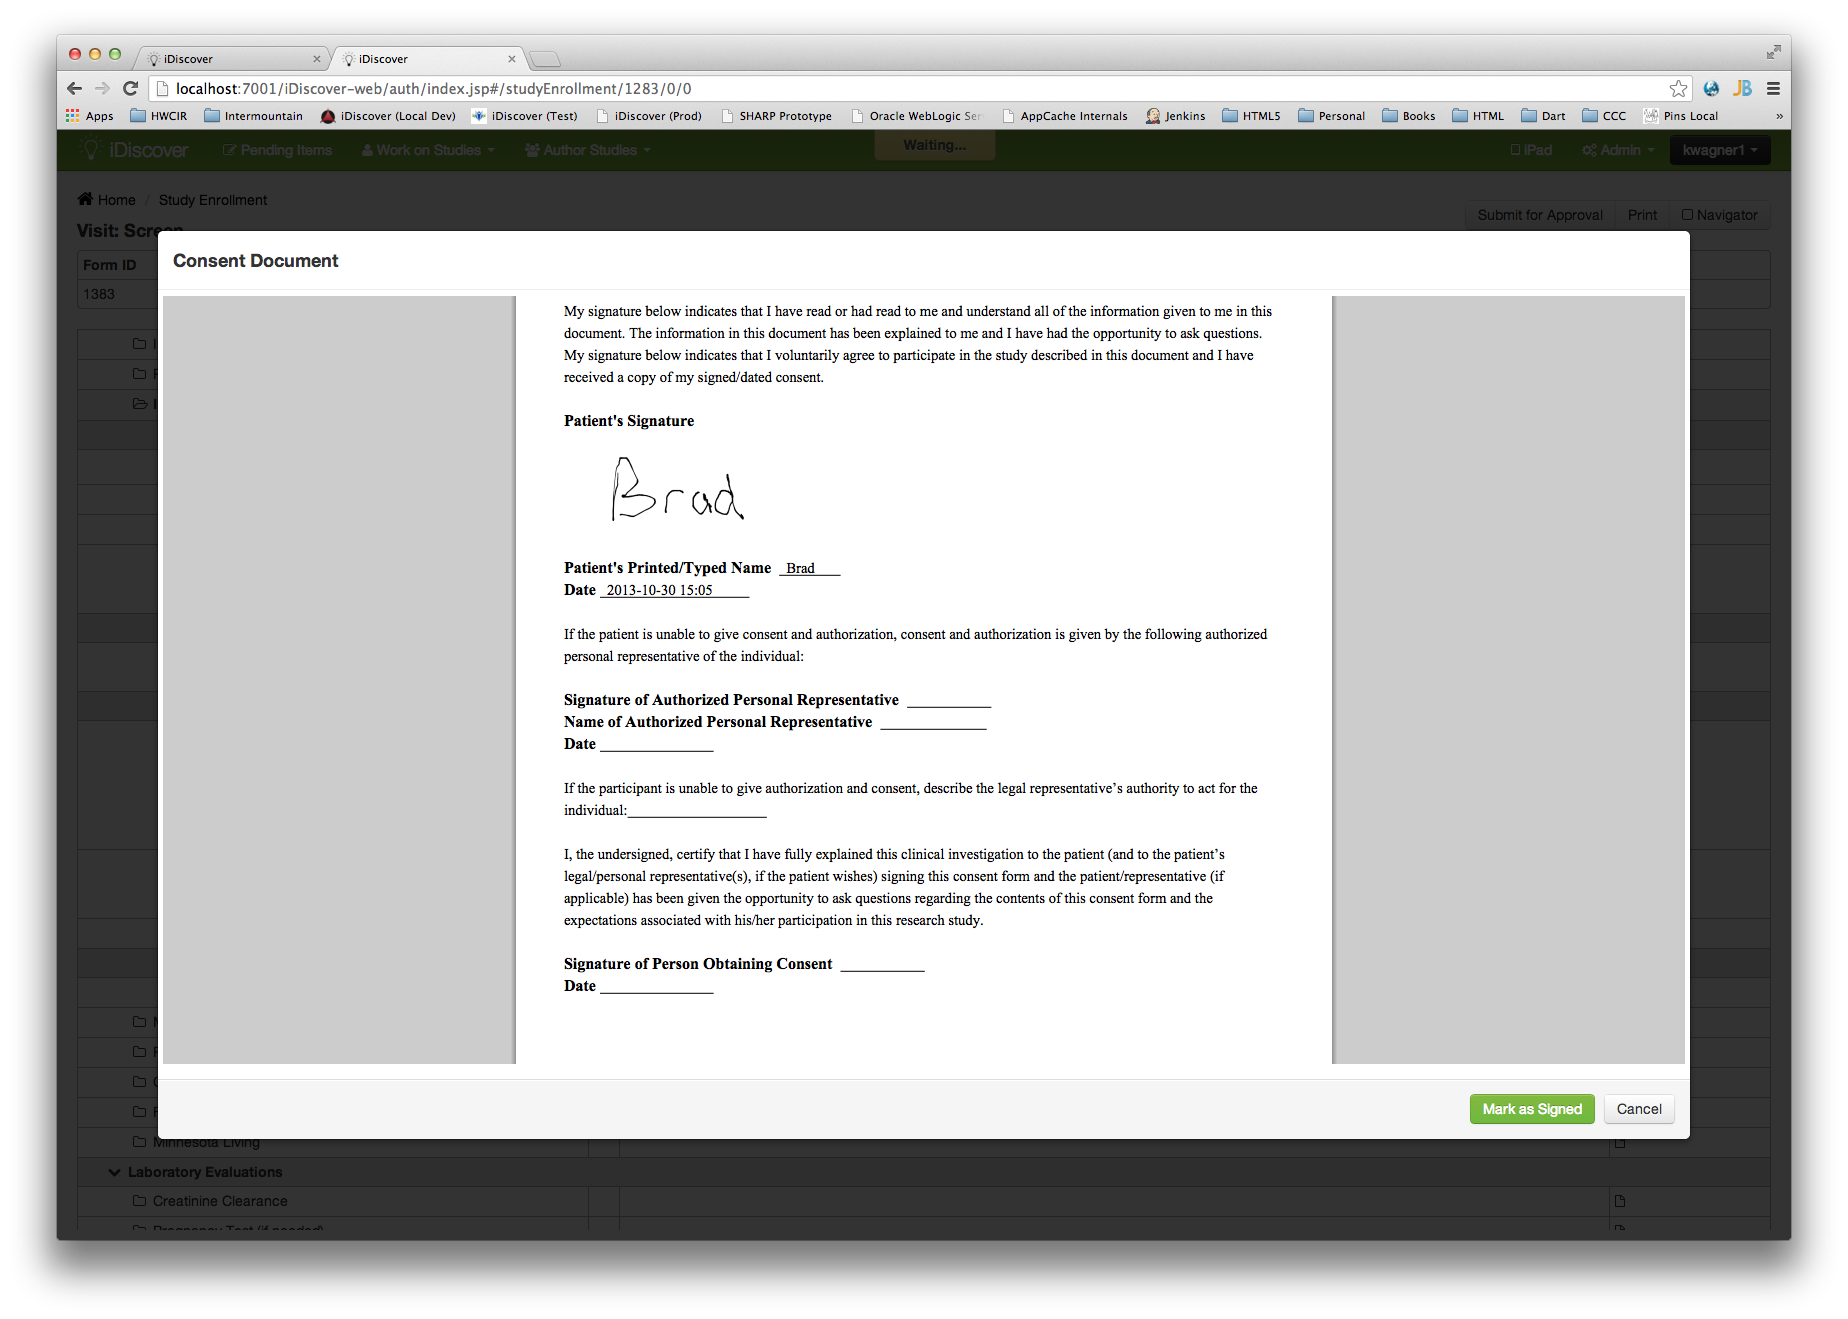 iDiscover
iDiscover
localhost:7001/iDiscover-web/auth/index.jsp#/studyEnrollment/1283/0/0
Apps HWCIR Intermountain iDiscover (Local Dev) iDiscover (Test) iDiscover (Prod) SHARP Prototype Oracle WebLogic Ser AppCache Internals Jenkins HTML5 Personal Books HTML Dart CCC Pins Local »
iDiscover Pending Items Work on Studies Author Studies Waiting... iPad Admin kwagner1
Home / Study Enrollment
Submit for Approval Print Navigator
Visit: Screen
Form ID
1383
Consent Document
My signature below indicates that I have read or had read to me and understand all of the information given to me in this
document. The information in this document has been explained to me and I have had the opportunity to ask questions.
My signature below indicates that I voluntarily agree to participate in the study described in this document and I have
received a copy of my signed/dated consent.
Patient's Signature
Brad
Patient's Printed/Typed Name Brad
Date 2013-10-30 15:05
If the patient is unable to give consent and authorization, consent and authorization is given by the following authorized
personal representative of the individual:
Signature of Authorized Personal Representative
Name of Authorized Personal Representative
Date
If the participant is unable to give authorization and consent, describe the legal representative’s authority to act for the
individual:
I, the undersigned, certify that I have fully explained this clinical investigation to the patient (and to the patient’s
legal/personal representative(s), if the patient wishes) signing this consent form and the patient/representative (if
applicable) has been given the opportunity to ask questions regarding the contents of this consent form and the
expectations associated with his/her participation in this research study.
Signature of Person Obtaining Consent
Date
Mark as Signed Cancel
Minnesota Living
Laboratory Evaluations
Creatinine Clearance
Pregnancy Test (if needed)